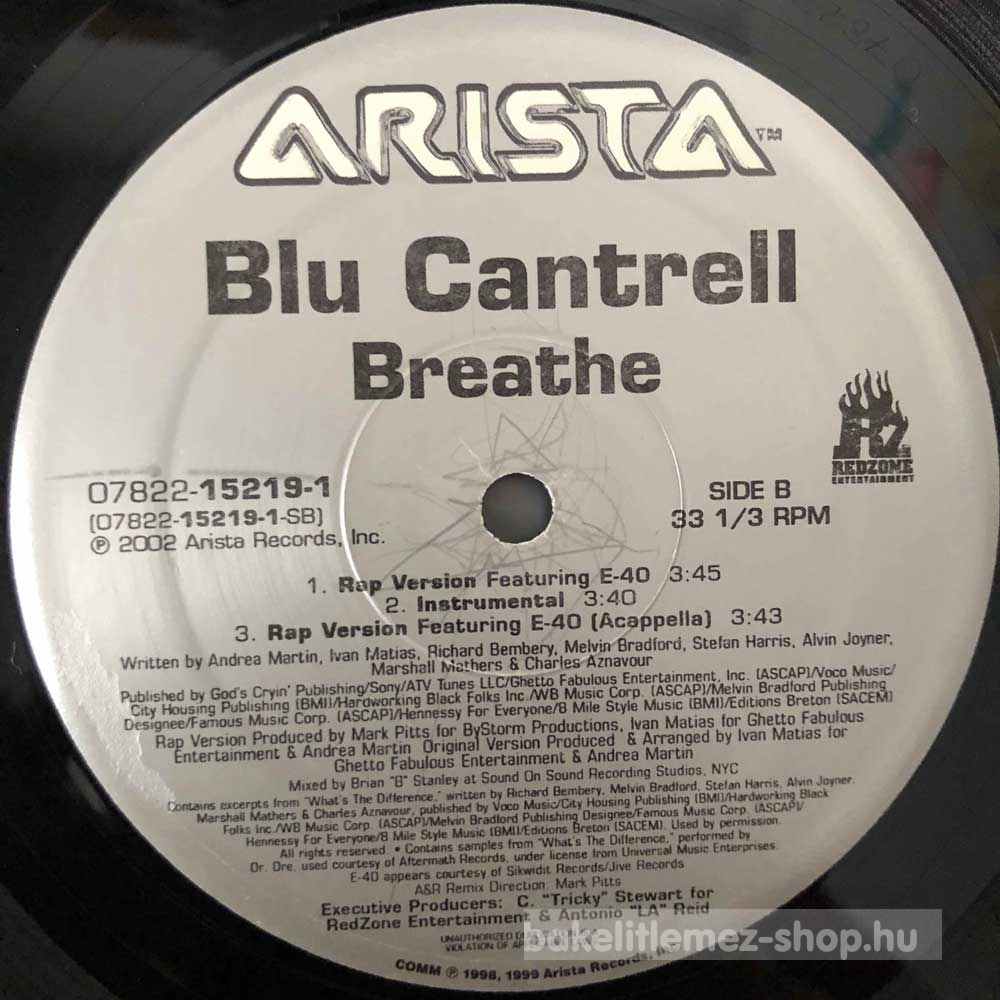 ARISTA™
Blu Cantrell
Breathe
RZ
REDZONE
ENTERTAINMENT
07822-15219-1
(07822-15219-1-SB)
℗ 2002 Arista Records, Inc.
SIDE B
33 1/3 RPM
1. Rap Version Featuring E-40 3:45
2. Instrumental 3:40
3. Rap Version Featuring E-40 (Acappella) 3:43
Written by Andrea Martin, Ivan Matias, Richard Bembery, Melvin Bradford, Stefan Harris, Alvin Joyner,
Marshall Mathers & Charles Aznavour
Published by God's Cryin' Publishing/Sony/ATV Tunes LLC/Ghetto Fabulous Entertainment, Inc. (ASCAP)/Voco Music/
City Housing Publishing (BMI)/Hardworking Black Folks Inc./WB Music Corp. (ASCAP)/Melvin Bradford Publishing
Designee/Famous Music Corp. (ASCAP)/Hennessy For Everyone/8 Mile Style Music (BMI)/Editions Breton (SACEM)
Rap Version Produced by Mark Pitts for ByStorm Productions, Ivan Matias for Ghetto Fabulous
Entertainment & Andrea Martin Original Version Produced & Arranged by Ivan Matias for
Ghetto Fabulous Entertainment & Andrea Martin
Mixed by Brian "B" Stanley at Sound On Sound Recording Studios, NYC
Contains excerpts from "What's The Difference," written by Richard Bembery, Melvin Bradford, Stefan Harris, Alvin Joyner,
Marshall Mathers & Charles Aznavour, published by Voco Music/City Housing Publishing (BMI)/Hardworking Black
Folks Inc./WB Music Corp. (ASCAP)/Melvin Bradford Publishing Designee/Famous Music Corp. (ASCAP)/
Hennessy For Everyone/8 Mile Style Music (BMI)/Editions Breton (SACEM). Used by permission.
All rights reserved. • Contains samples from "What's The Difference," performed by
Dr. Dre, used courtesy of Aftermath Records, under license from Universal Music Enterprises.
E-40 appears courtesy of Sikwidit Records/Jive Records
A&R Remix Direction: Mark Pitts
Executive Producers: C. "Tricky" Stewart for
RedZone Entertainment & Antonio "LA" Reid
UNAUTHORIZED
VIOLATION OF
COMM ℗ 1998, 1999 Arista Records,
bakelitlemez-shop.hu